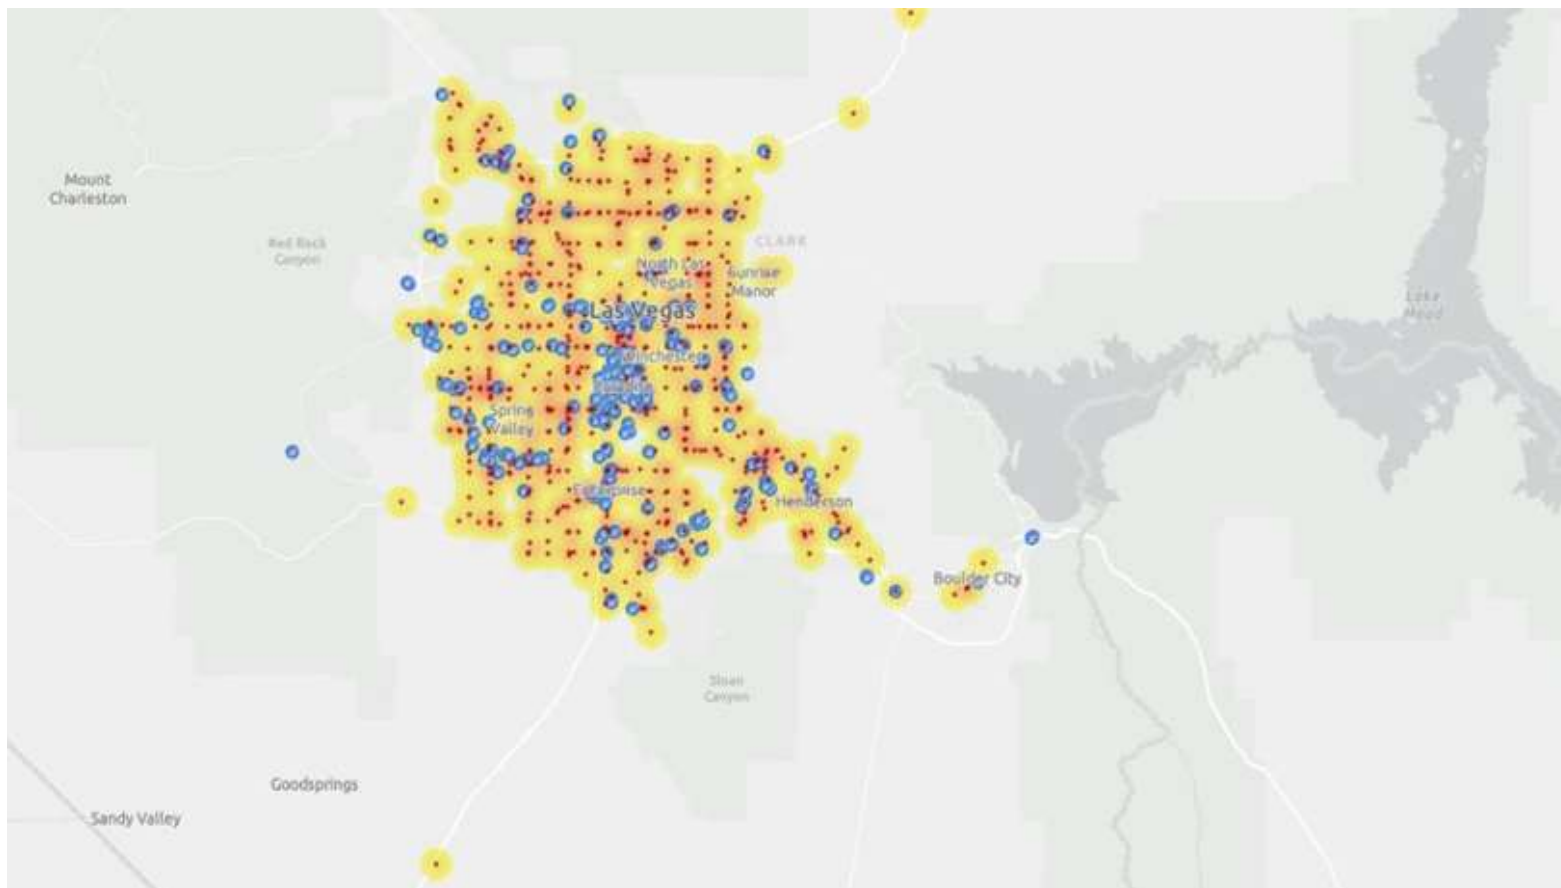 Mount
Charleston
Red Rock
Canyon
CLARK
North Las
Vegas
Sunrise
Manor
Las Vegas
Winchester
Spring
Valley
Enterprise
Henderson
Lake
Mead
Boulder City
Sloan
Canyon
Goodsprings
Sandy Valley